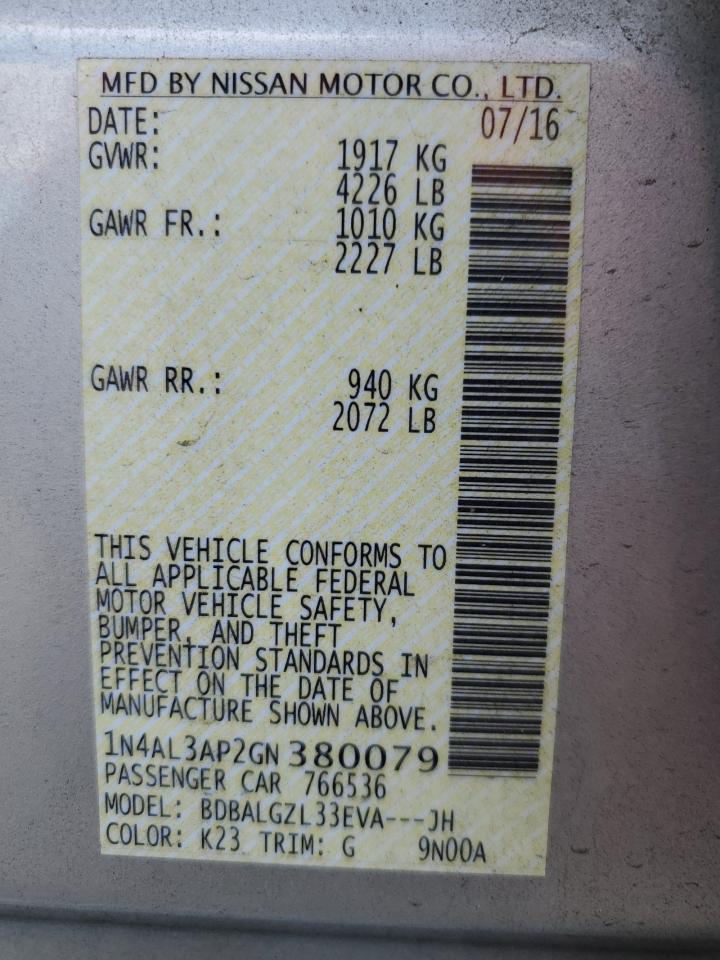 MFD BY NISSAN MOTOR CO., LTD.
DATE: 07/16
GVWR: 1917 KG
4226 LB
GAWR FR.: 1010 KG
2227 LB
GAWR RR.: 940 KG
2072 LB
THIS VEHICLE CONFORMS TO
ALL APPLICABLE FEDERAL
MOTOR VEHICLE SAFETY,
BUMPER, AND THEFT
PREVENTION STANDARDS IN
EFFECT ON THE DATE OF
MANUFACTURE SHOWN ABOVE.
1N4AL3AP2GN380079
PASSENGER CAR 766536
MODEL: BDBALGZL33EVA---JH
COLOR: K23 TRIM: G 9N00A